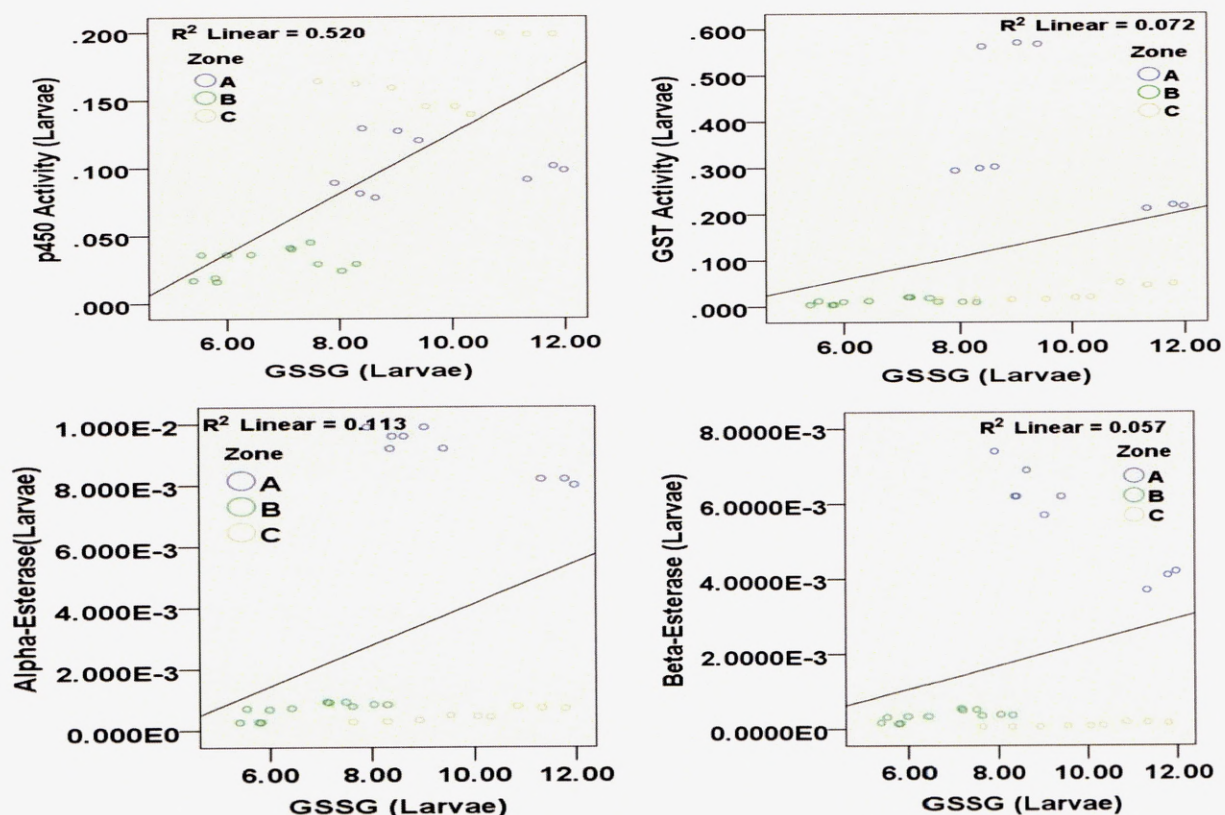 R² Linear = 0.520
Zone
A
B
C
p450 Activity (Larvae)
.200
.150
.100
.050
.000
6.00 8.00 10.00 12.00
GSSG (Larvae)
R² Linear = 0.072
Zone
A
B
C
GST Activity (Larvae)
.600
.500
.400
.300
.200
.100
.000
6.00 8.00 10.00 12.00
GSSG (Larvae)
R² Linear = 0.113
Zone
A
B
C
Alpha-Esterase(Larvae)
1.000E-2
8.000E-3
6.000E-3
4.000E-3
2.000E-3
0.000E0
6.00 8.00 10.00 12.00
GSSG (Larvae)
R² Linear = 0.057
Zone
A
B
C
Beta-Esterase (Larvae)
8.0000E-3
6.0000E-3
4.0000E-3
2.0000E-3
0.0000E0
6.00 8.00 10.00 12.00
GSSG (Larvae)